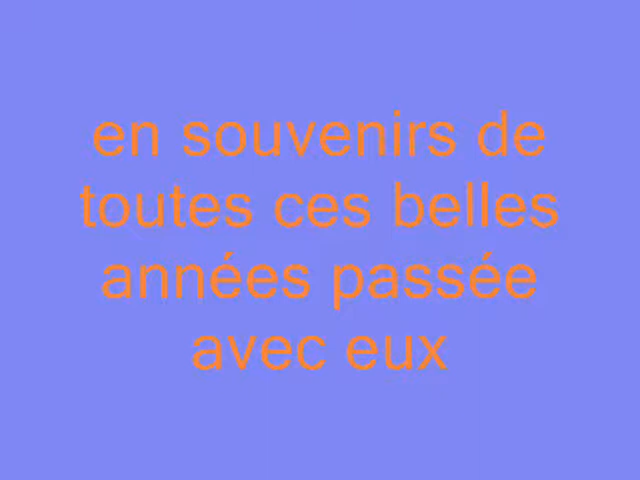 en souvenirs de
toutes ces belles
années passée
avec eux